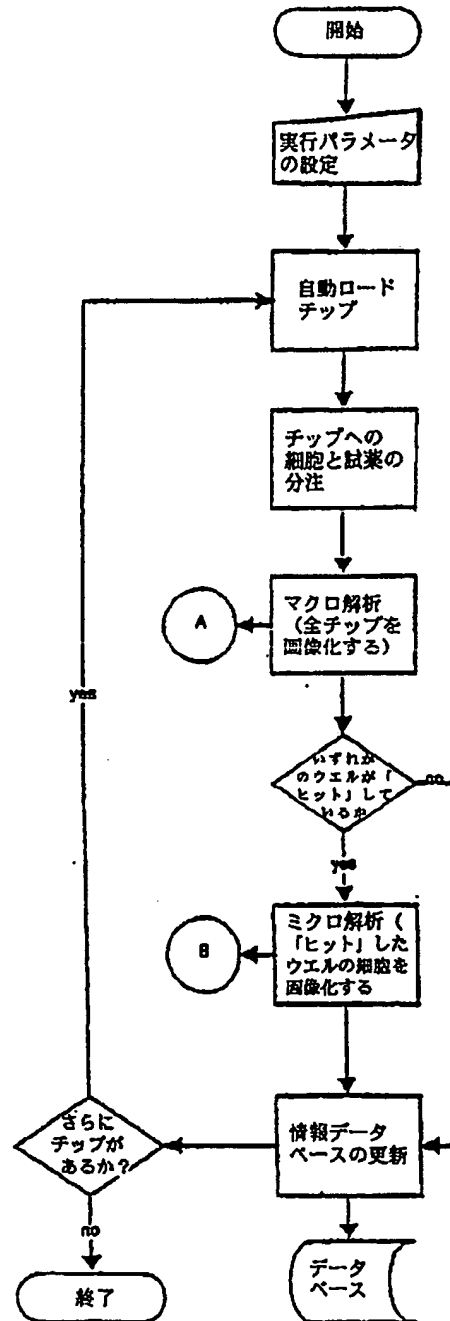 開始
実行パラメータ
の設定
自動ロード
チップ
チップへの
細胞と試薬の
分注
マクロ解析
（全チップを
画像化する）
A
いずれか
のウエルが「
ヒット」して
いるか
no
yes
yes
ミクロ解析（
「ヒット」した
ウエルの細胞を
画像化する
B
情報データ
ベースの更新
さらに
チップが
あるか？
no
データ
ベース
終了